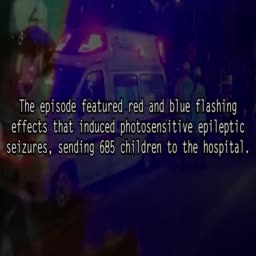 The episode featured red and blue flashing
effects that induced photosensitive epileptic
seizures, sending 685 children to the hospital.